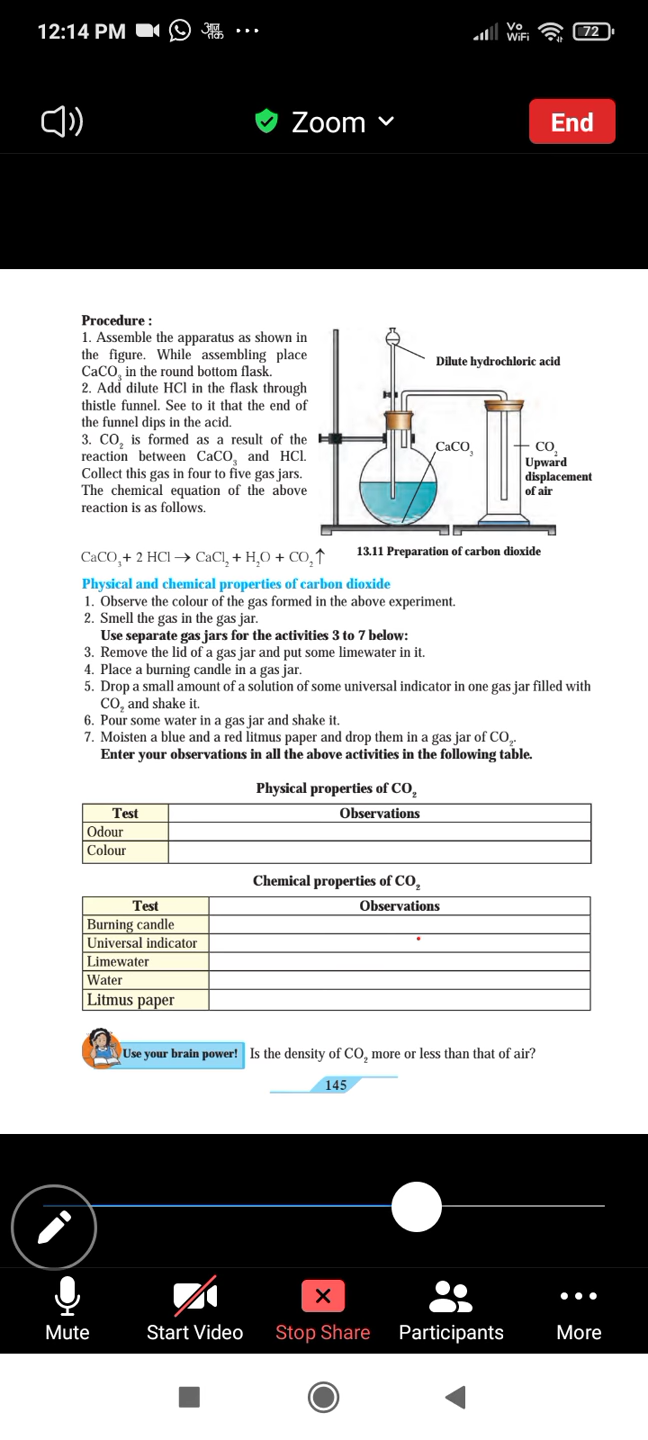 12:14 PM आज तक ...
Vo WiFi 72
Zoom
End
Procedure :
1. Assemble the apparatus as shown in
the figure. While assembling place
CaCO₃ in the round bottom flask.
2. Add dilute HCl in the flask through
thistle funnel. See to it that the end of
the funnel dips in the acid.
3. CO₂ is formed as a result of the
reaction between CaCO₃ and HCl.
Collect this gas in four to five gas jars.
The chemical equation of the above
reaction is as follows.
CaCO₃+ 2 HCl → CaCl₂ + H₂O + CO₂↑
Dilute hydrochloric acid
CaCO₃
CO₂
Upward
displacement
of air
13.11 Preparation of carbon dioxide
Physical and chemical properties of carbon dioxide
1. Observe the colour of the gas formed in the above experiment.
2. Smell the gas in the gas jar.
Use separate gas jars for the activities 3 to 7 below:
3. Remove the lid of a gas jar and put some limewater in it.
4. Place a burning candle in a gas jar.
5. Drop a small amount of a solution of some universal indicator in one gas jar filled with
CO₂ and shake it.
6. Pour some water in a gas jar and shake it.
7. Moisten a blue and a red litmus paper and drop them in a gas jar of CO₂.
Enter your observations in all the above activities in the following table.
Physical properties of CO₂
Test Observations
Odour
Colour
Chemical properties of CO₂
Test Observations
Burning candle
Universal indicator
Limewater
Water
Litmus paper
Use your brain power! Is the density of CO₂ more or less than that of air?
145
Mute Start Video Stop Share Participants More